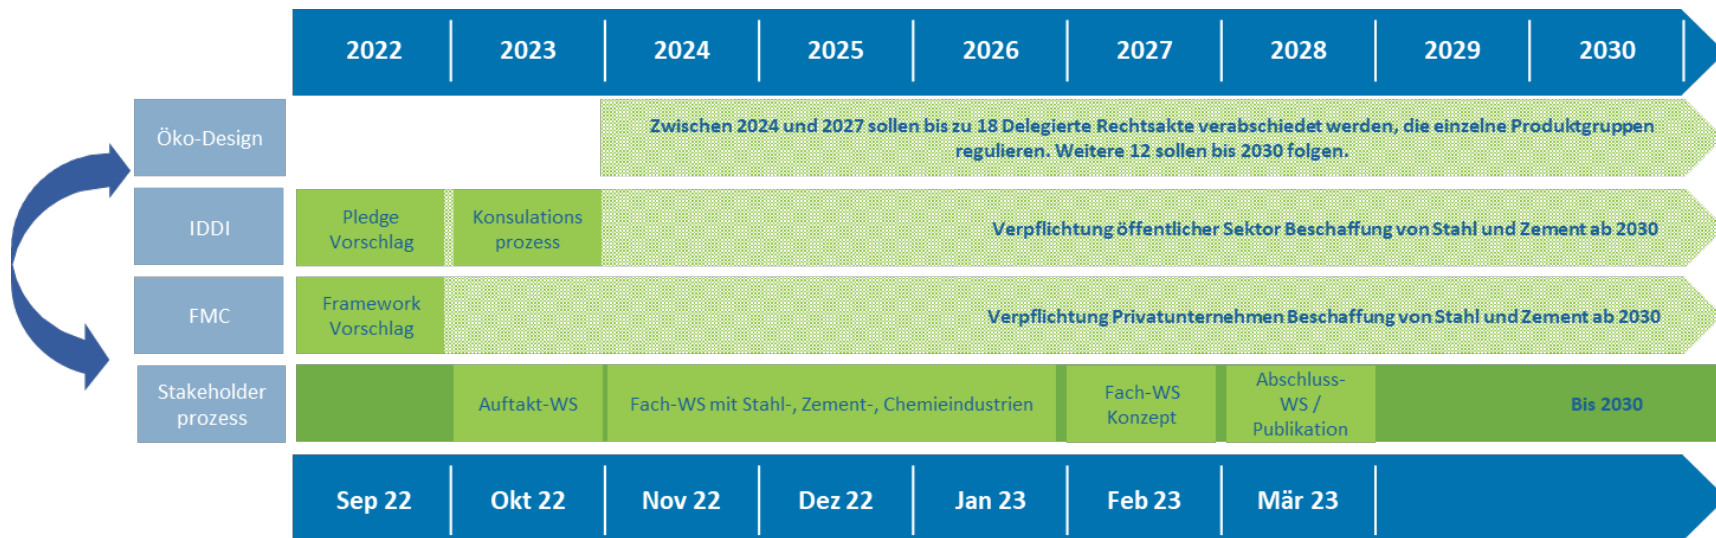 2022 2023 2024 2025 2026 2027 2028 2029 2030
Öko-Design
Zwischen 2024 und 2027 sollen bis zu 18 Delegierte Rechtsakte verabschiedet werden, die einzelne Produktgruppen
regulieren. Weitere 12 sollen bis 2030 folgen.
IDDI
Pledge
Vorschlag
Konsulations
prozess
Verpflichtung öffentlicher Sektor Beschaffung von Stahl und Zement ab 2030
FMC
Framework
Vorschlag
Verpflichtung Privatunternehmen Beschaffung von Stahl und Zement ab 2030
Stakeholder
prozess
Auftakt-WS
Fach-WS mit Stahl-, Zement-, Chemieindustrien
Fach-WS
Konzept
Abschluss-
WS /
Publikation
Bis 2030
Sep 22 Okt 22 Nov 22 Dez 22 Jan 23 Feb 23 Mär 23